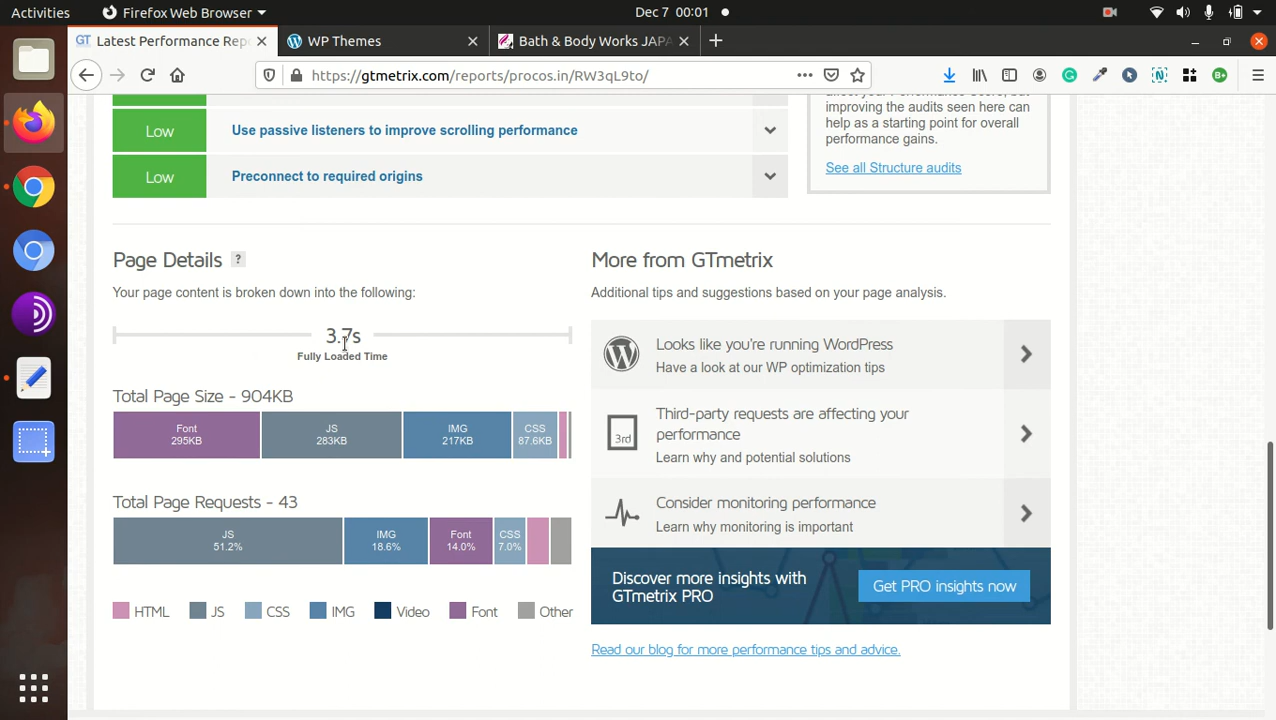 Activities
Firefox Web Browser
Dec 7 00:01
GT Latest Performance Repo
WP Themes
Bath & Body Works JAPA
https://gtmetrix.com/reports/procos.in/RW3qL9to/
Low
Use passive listeners to improve scrolling performance
Low
Preconnect to required origins
affect your Performance Score, but
improving the audits seen here can
help as a starting point for overall
performance gains.
See all Structure audits
Page Details ?
Your page content is broken down into the following:
3.7s
Fully Loaded Time
Total Page Size - 904KB
Font
295KB
JS
283KB
IMG
217KB
CSS
87.6KB
Total Page Requests - 43
JS
51.2%
IMG
18.6%
Font
14.0%
CSS
7.0%
HTML
JS
CSS
IMG
Video
Font
Other
More from GTmetrix
Additional tips and suggestions based on your page analysis.
Looks like you're running WordPress
Have a look at our WP optimization tips
3rd
Third-party requests are affecting your
performance
Learn why and potential solutions
Consider monitoring performance
Learn why monitoring is important
Discover more insights with
GTmetrix PRO
Get PRO insights now
Read our blog for more performance tips and advice.